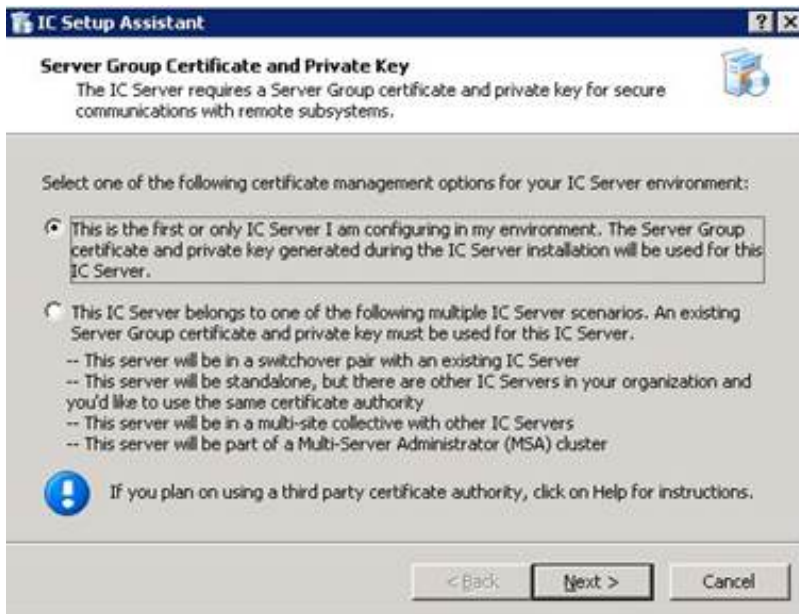 IC Setup Assistant
Server Group Certificate and Private Key
The IC Server requires a Server Group certificate and private key for secure
communications with remote subsystems.
Select one of the following certificate management options for your IC Server environment:
This is the first or only IC Server I am configuring in my environment. The Server Group
certificate and private key generated during the IC Server installation will be used for this
IC Server.
This IC Server belongs to one of the following multiple IC Server scenarios. An existing
Server Group certificate and private key must be used for this IC Server.
-- This server will be in a switchover pair with an existing IC Server
-- This server will be standalone, but there are other IC Servers in your organization and
you'd like to use the same certificate authority
-- This server will be in a multi-site collective with other IC Servers
-- This server will be part of a Multi-Server Administrator (MSA) cluster
If you plan on using a third party certificate authority, click on Help for instructions.
< Back
Next >
Cancel